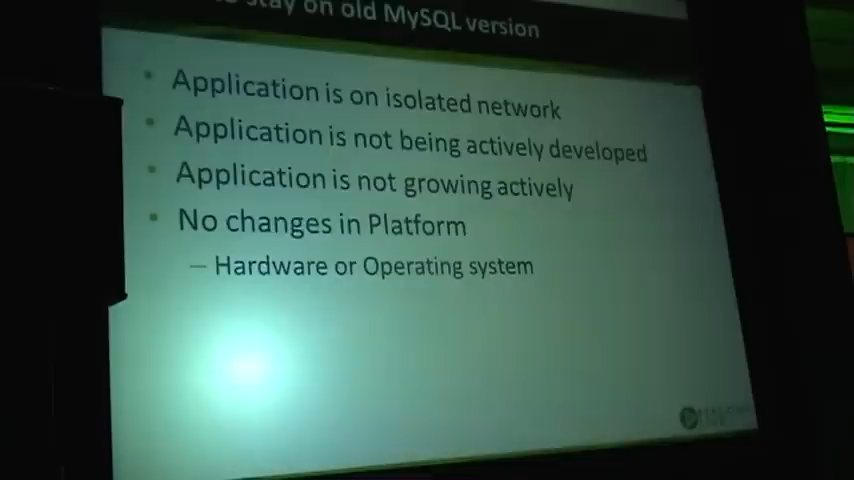 stay on old MySQL version
• Application is on isolated network
• Application is not being actively developed
• Application is not growing actively
• No changes in Platform
– Hardware or Operating system